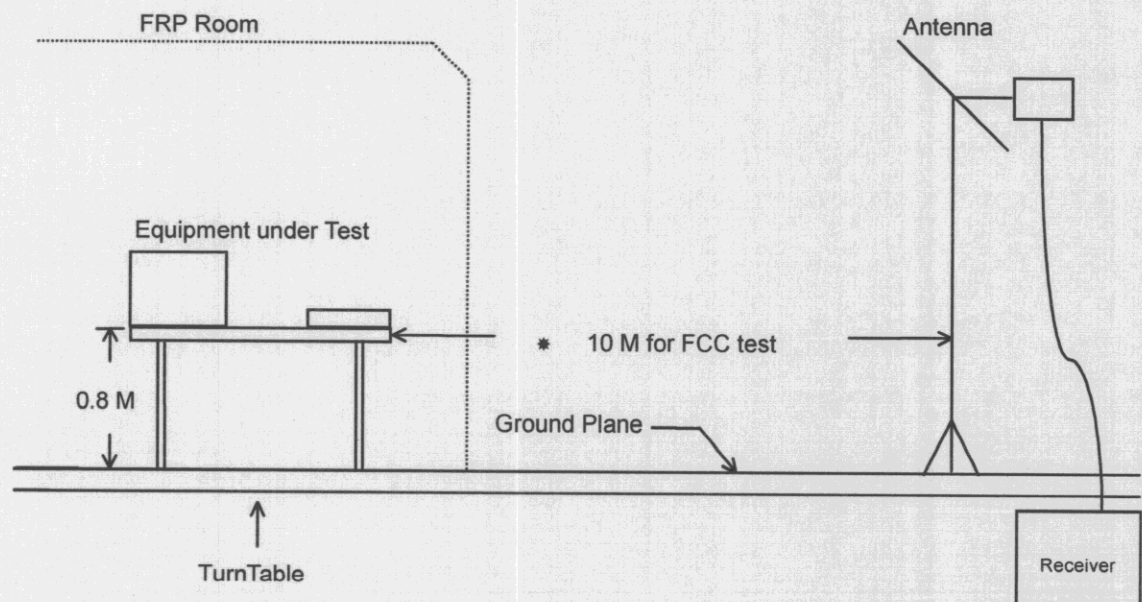 FRP Room
Antenna
Equipment under Test
* 10 M for FCC test
0.8 M
Ground Plane
TurnTable
Receiver